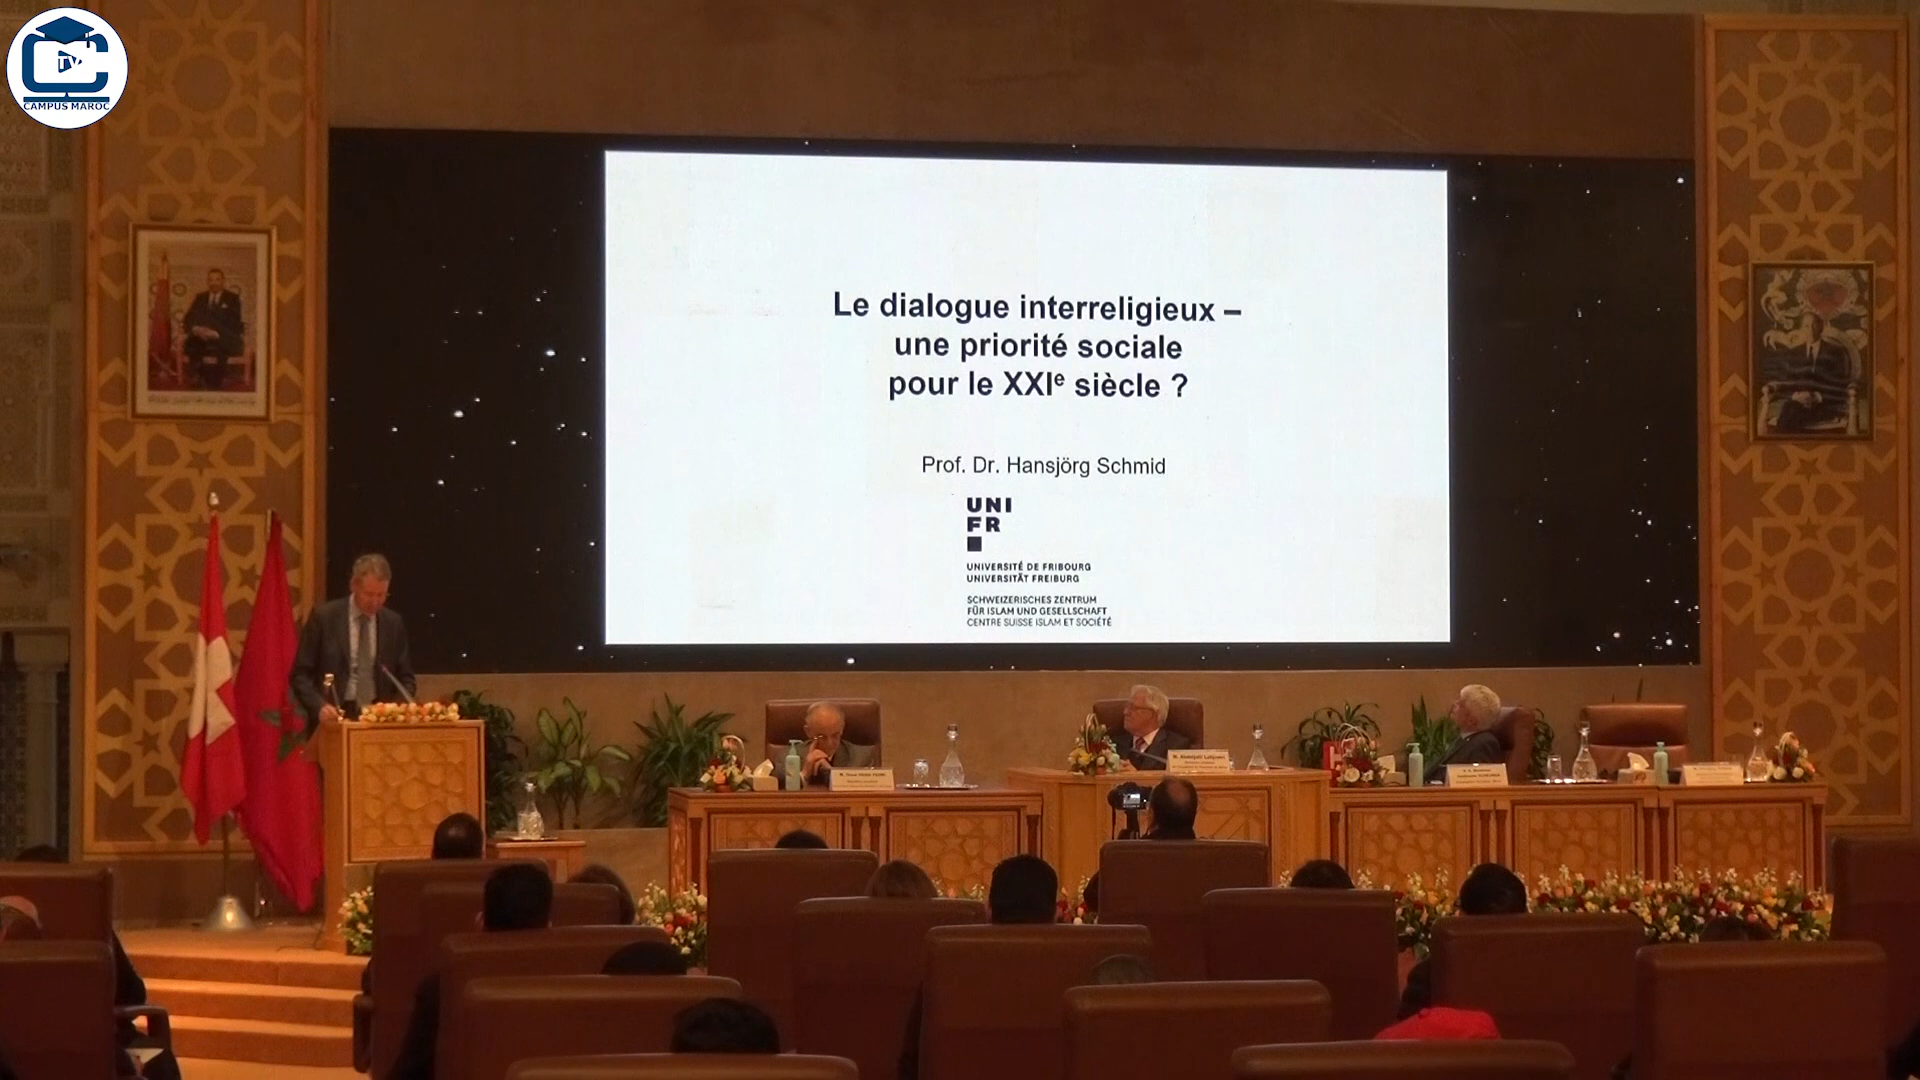 TV
CAMPUS MAROC
Le dialogue interreligieux –
une priorité sociale
pour le XXIe siècle ?
Prof. Dr. Hansjörg Schmid
UNI
FR
UNIVERSITÉ DE FRIBOURG
UNIVERSITÄT FREIBURG
SCHWEIZERISCHES ZENTRUM
FÜR ISLAM UND GESELLSCHAFT
CENTRE SUISSE ISLAM ET SOCIÉTÉ